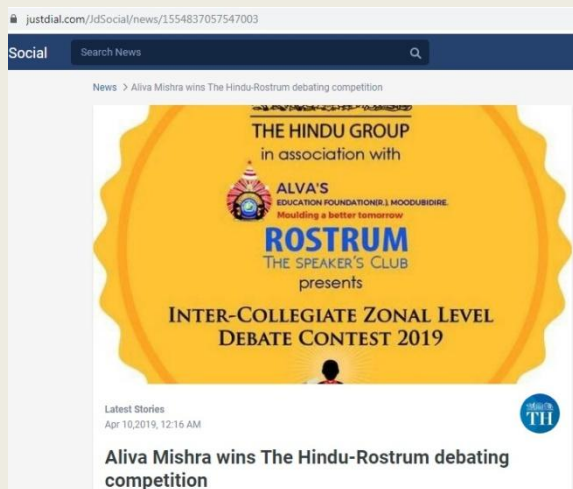 justdial.com/JdSocial/news/1554837057547003
Social
Search News
News > Aliva Mishra wins The Hindu-Rostrum debating competition
THE HINDU GROUP
in association with
ALVA'S
EDUCATION FOUNDATION(R.), MOODUBIDIRE.
Moulding a better tomorrow
ROSTRUM
THE SPEAKER'S CLUB
presents
INTER-COLLEGIATE ZONAL LEVEL
DEBATE CONTEST 2019
Latest Stories
Apr 10,2019, 12:16 AM
TH
Aliva Mishra wins The Hindu-Rostrum debating
competition